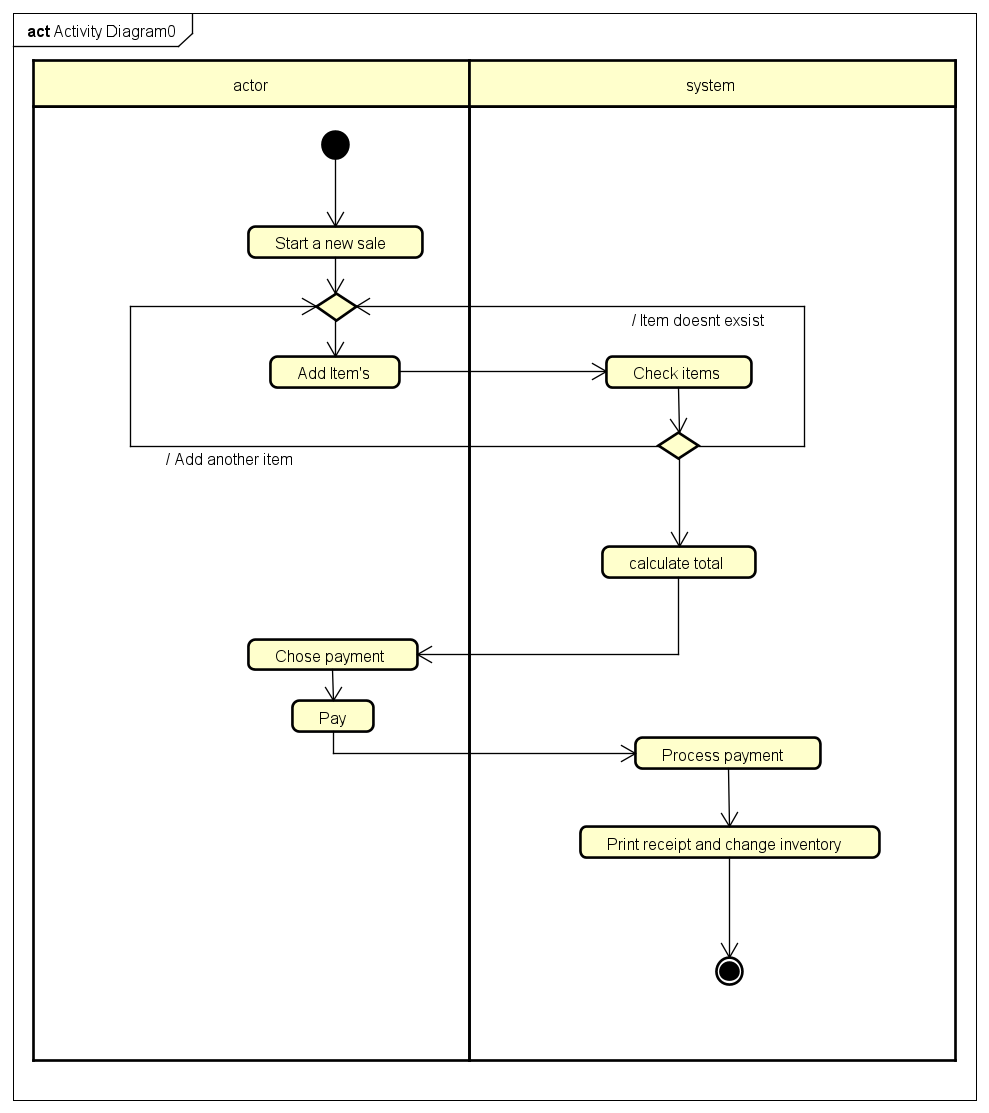 act Activity Diagram0
actor
system
Start a new sale
/ Item doesnt exsist
Add Item's
Check items
/ Add another item
calculate total
Chose payment
Pay
Process payment
Print receipt and change inventory